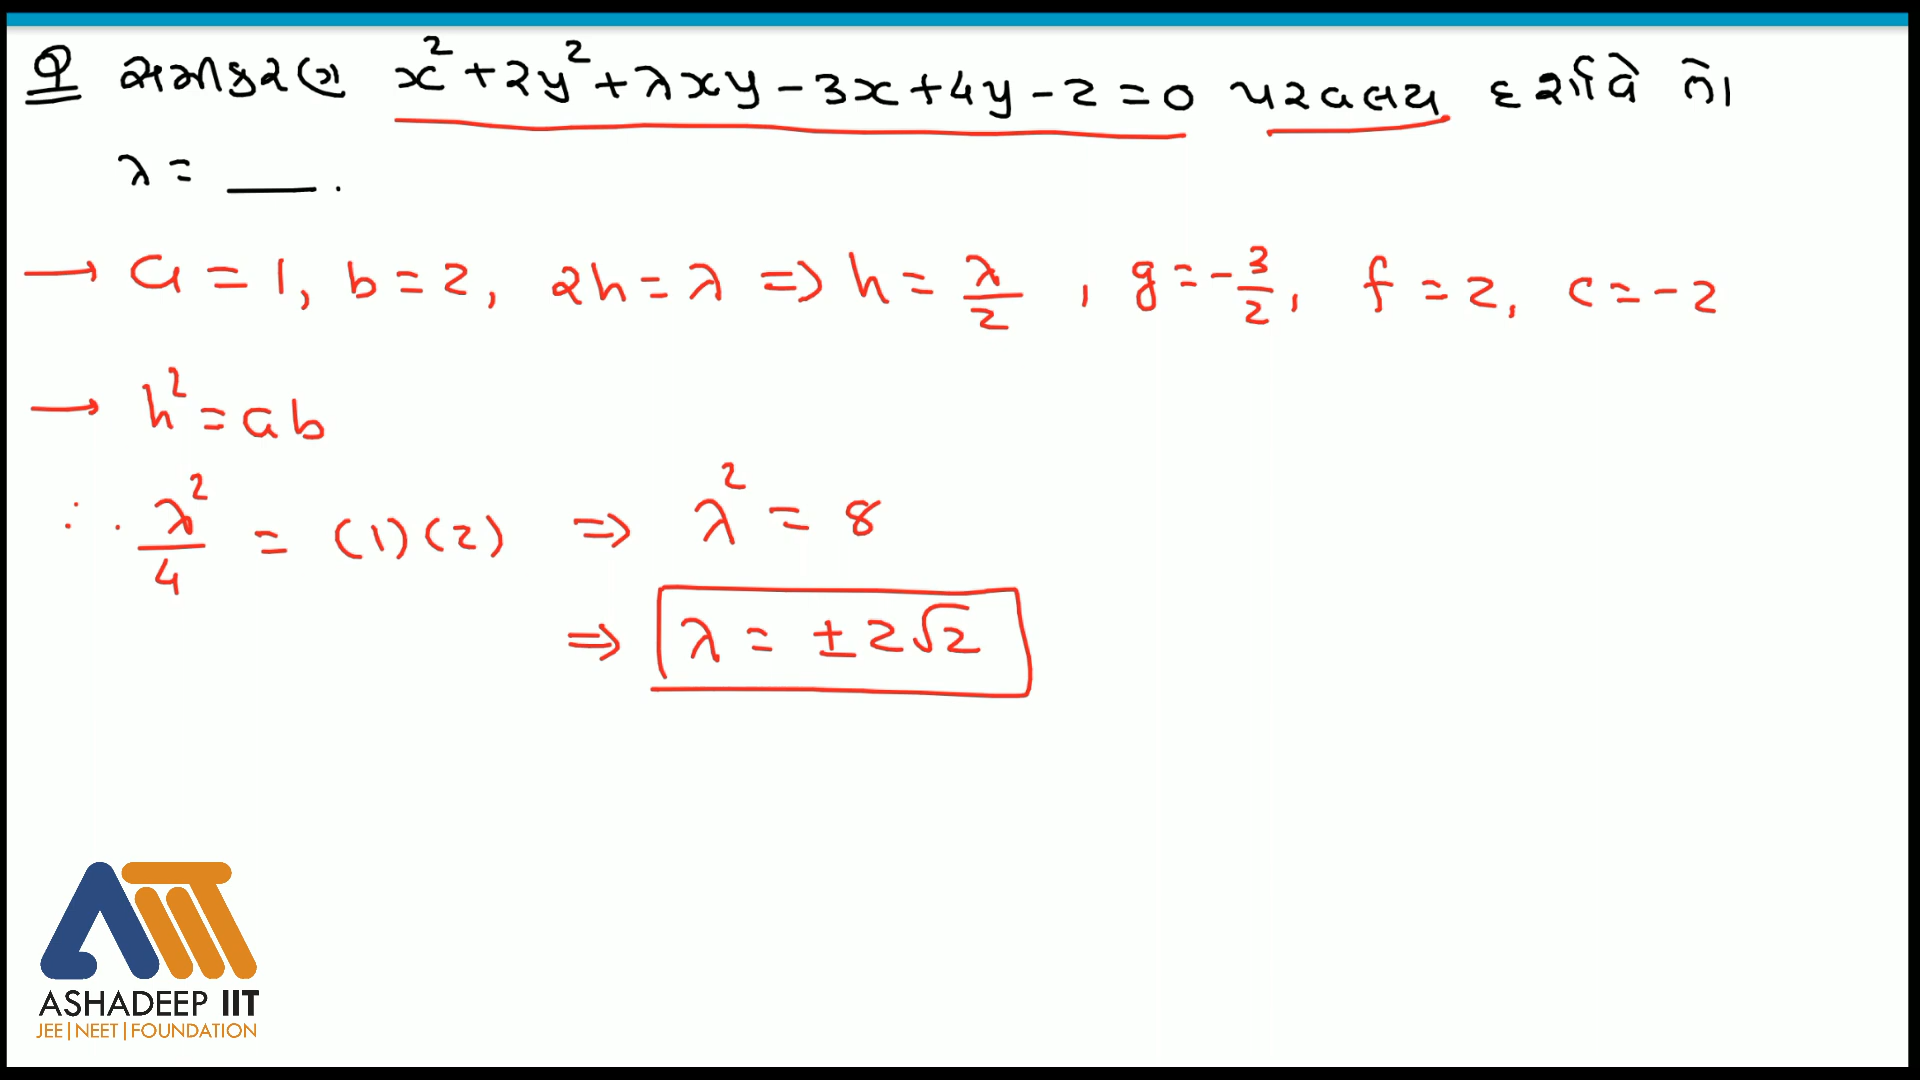 Q સમીકરણ x²+2y²+λxy-3x+4y-2=0 પરવલય દર્શાવે તો
λ = ___ .
→ a=1, b=2, 2h=λ ⇒ h=λ/2, g=-3/2, f=2, c=-2
→ h²=ab
∴ λ²/4 = (1)(2) ⇒ λ² = 8
⇒ λ = ±2√2
ASHADEEP IIT
JEE|NEET|FOUNDATION